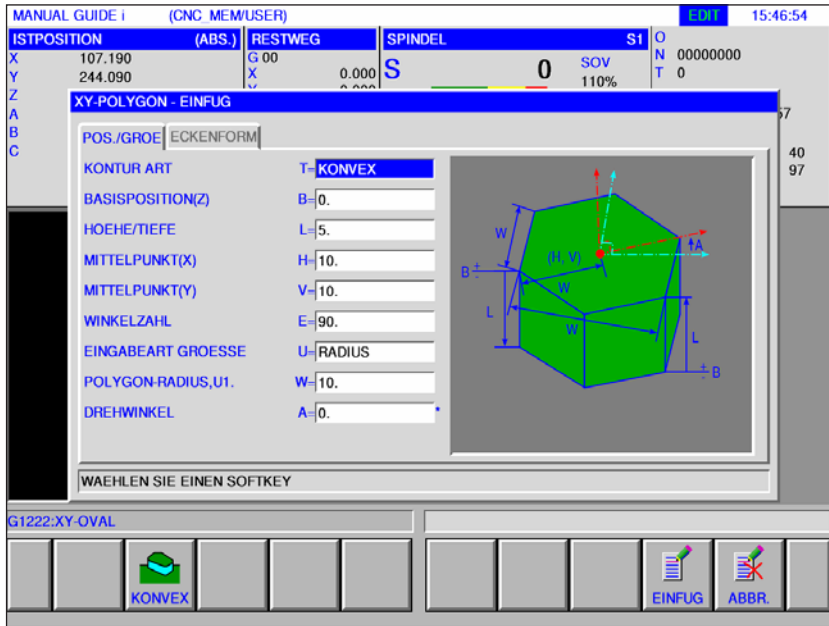 MANUAL GUIDE i (CNC_MEM/USER) EDIT 15:46:54
ISTPOSITION (ABS.) RESTWEG SPINDEL S1 O
X 107.190 G 00 S 0 SOV N 00000000
Y 244.090 X 0.000 110% T 0
Z
A
B
C 40
97
XY-POLYGON - EINFUG
POS./GROE ECKENFORM
KONTUR ART T= KONVEX
BASISPOSITION(Z) B= 0.
HOEHE/TIEFE L= 5.
MITTELPUNKT(X) H= 10.
MITTELPUNKT(Y) V= 10.
WINKELZAHL E= 90.
EINGABEART GROESSE U= RADIUS
POLYGON-RADIUS,U1. W= 10.
DREHWINKEL A= 0. *
W
A
(H, V)
B + -
W
L
W
L
+ - B
WAEHLEN SIE EINEN SOFTKEY
G1222:XY-OVAL
KONVEX EINFUG ABBR.